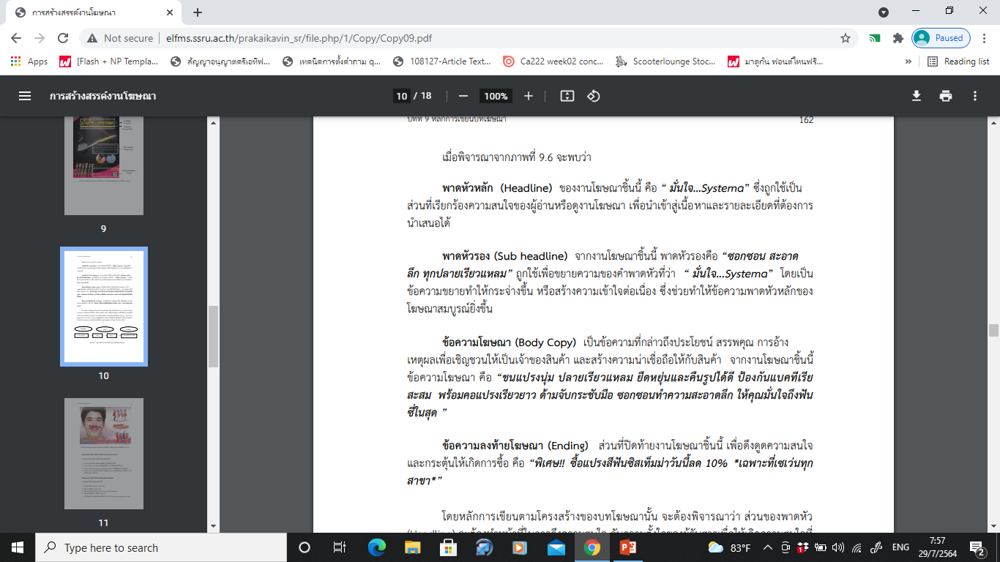 การสร้างสรรค์งานโฆษณา
Not secure
elfms.ssru.ac.th/prakaikavin_sr/file.php/1/Copy/Copy09.pdf
Paused
Apps
[Flash + NP Templa...
สัญญาอนุญาตครีเอทีฟ...
เทคนิคการตั้งคำถาม q...
108127-Article Text...
Ca222 week02 conc...
Scooterlounge Stoc...
มาดูกัน ฟอนต์ไหนฟรี...
»
Reading list
การสร้างสรรค์งานโฆษณา
10 / 18
100%
9
10
11
บทที่ 9 หลักการเขียนบทโฆษณา
162
เมื่อพิจารณาจากภาพที่ 9.6 จะพบว่า
พาดหัวหลัก (Headline) ของงานโฆษณาชิ้นนี้ คือ “ มั่นใจ...Systema” ซึ่งถูกใช้เป็น
ส่วนที่เรียกร้องความสนใจของผู้อ่านหรือดูงานโฆษณา เพื่อนำเข้าสู่เนื้อหาและรายละเอียดที่ต้องการ
นำเสนอได้
พาดหัวรอง (Sub headline) จากงานโฆษณาชิ้นนี้ พาดหัวรองคือ “ซอกซอน สะอาด
ลึก ทุกปลายเรียวแหลม” ถูกใช้เพื่อขยายความของคำพาดหัวที่ว่า “ มั่นใจ...Systema” โดยเป็น
ข้อความขยายทำให้กระจ่างขึ้น หรือสร้างความเข้าใจต่อเนื่อง ซึ่งช่วยทำให้ข้อความพาดหัวหลักของ
โฆษณาสมบูรณ์ยิ่งขึ้น
ข้อความโฆษณา (Body Copy) เป็นข้อความที่กล่าวถึงประโยชน์ สรรพคุณ การอ้าง
เหตุผลเพื่อเชิญชวนให้เป็นเจ้าของสินค้า และสร้างความน่าเชื่อถือให้กับสินค้า จากงานโฆษณาชิ้นนี้
ข้อความโฆษณา คือ “ขนแปรงนุ่ม ปลายเรียวแหลม ยืดหยุ่นและคืนรูปได้ดี ป้องกันแบคทีเรีย
สะสม พร้อมคอแปรงเรียวยาว ด้ามจับกระชับมือ ซอกซอนทำความสะอาดลึก ให้คุณมั่นใจถึงฟัน
ซี่ในสุด ”
ข้อความลงท้ายโฆษณา (Ending) ส่วนที่ปิดท้ายงานโฆษณาชิ้นนี้ เพื่อดึงดูดความสนใจ
และกระตุ้นให้เกิดการซื้อ คือ “พิเศษ!! ซื้อแปรงสีฟันซิสเท็มม่าวันนี้ลด 10% *เฉพาะที่เซเว่นทุก
สาขา*”
โดยหลักการเขียนตามโครงสร้างของบทโฆษณานั้น จะต้องพิจารณาว่า ส่วนของพาดหัว
Type here to search
83°F
ENG
7:57
29/7/2564
2